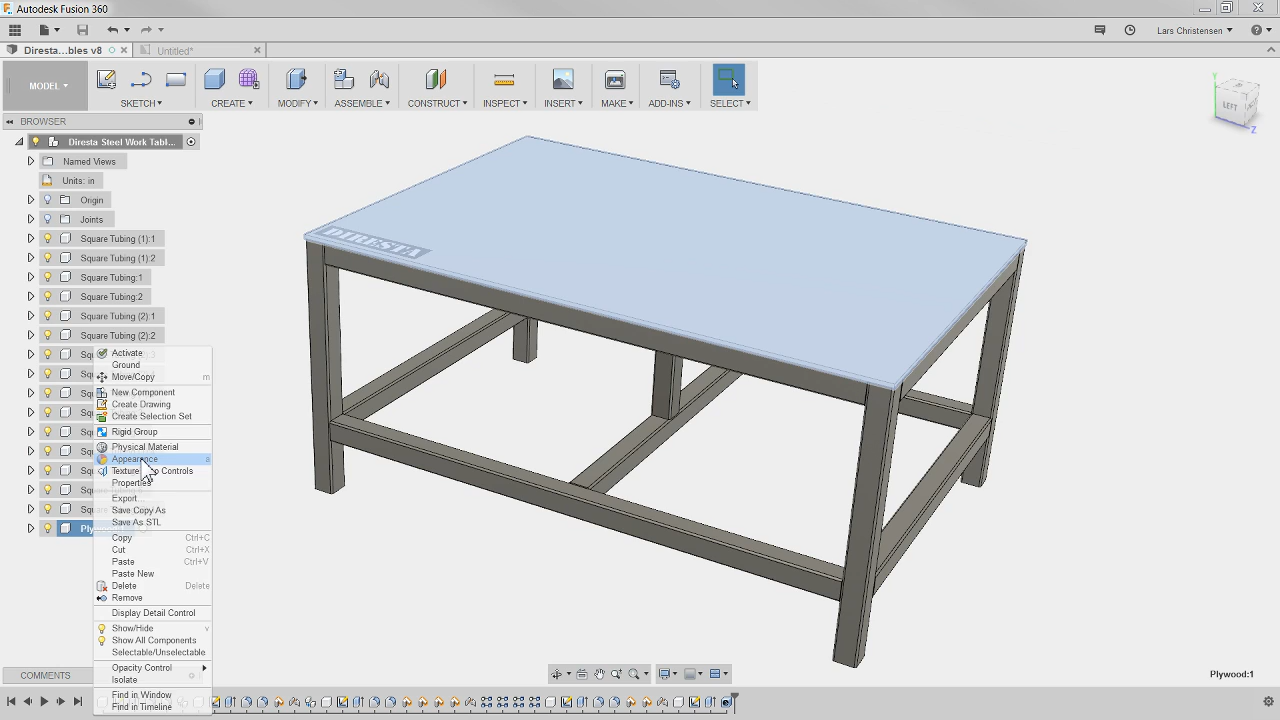 Autodesk Fusion 360
Lars Christensen
Diresta...bles v8
Untitled*
MODEL
SKETCH
CREATE
MODIFY
ASSEMBLE
CONSTRUCT
INSPECT
INSERT
MAKE
ADD-INS
SELECT
BROWSER
Y
LEFT
Z
Diresta Steel Work Tabl...
Named Views
Units: in
Origin
Joints
Square Tubing (1):1
Square Tubing (1):2
Square Tubing:1
Square Tubing:2
Square Tubing (2):1
Square Tubing (2):2
DIRESTA
Activate
Ground
Move/Copy m
New Component
Create Drawing
Create Selection Set
Rigid Group
Physical Material
Appearance a
Texture Controls
Properties
Export...
Save Copy As
Save As STL
Copy Ctrl+C
Cut Ctrl+X
Paste Ctrl+V
Paste New
Delete Delete
Remove
Display Detail Control
Show/Hide v
Show All Components
Selectable/Unselectable
Opacity Control
Isolate
Find in Window
Find in Timeline
COMMENTS
Plywood:1